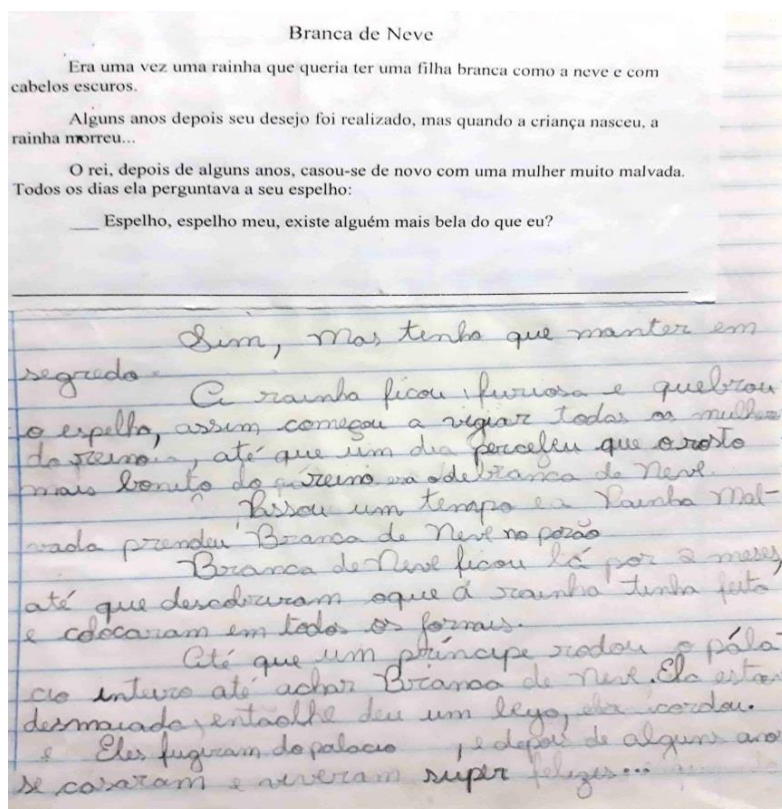 Branca de Neve
Era uma vez uma rainha que queria ter uma filha branca como a neve e com
cabelos escuros.
Alguns anos depois seu desejo foi realizado, mas quando a criança nasceu, a
rainha morreu...
O rei, depois de alguns anos, casou-se de novo com uma mulher muito malvada.
Todos os dias ela perguntava a seu espelho:
___ Espelho, espelho meu, existe alguém mais bela do que eu?
Sim, mas tenho que manter em
segredo.
A rainha ficou furiosa e quebrou
o espelho, assim começou a vigiar todas as mulheres
do reino, até que um dia percebeu que o rosto
mais bonito do reino era o de branca de neve.
Passou um tempo e a Rainha Mal-
vada prendeu Branca de Neve no porão
Branca de Neve ficou lá por 2 meses,
até que descobriram oque a rainha tinha feito
e colocaram em todos os jornais.
Até que um príncipe rodou o pála
cio inteiro até achar Branca de Neve. Ela estava
desmaiada, entaolhe deu um beijo, ela acordou.
e Eles fugiram do palacio, e depois de alguns anos
se casaram e viveram super felizes...